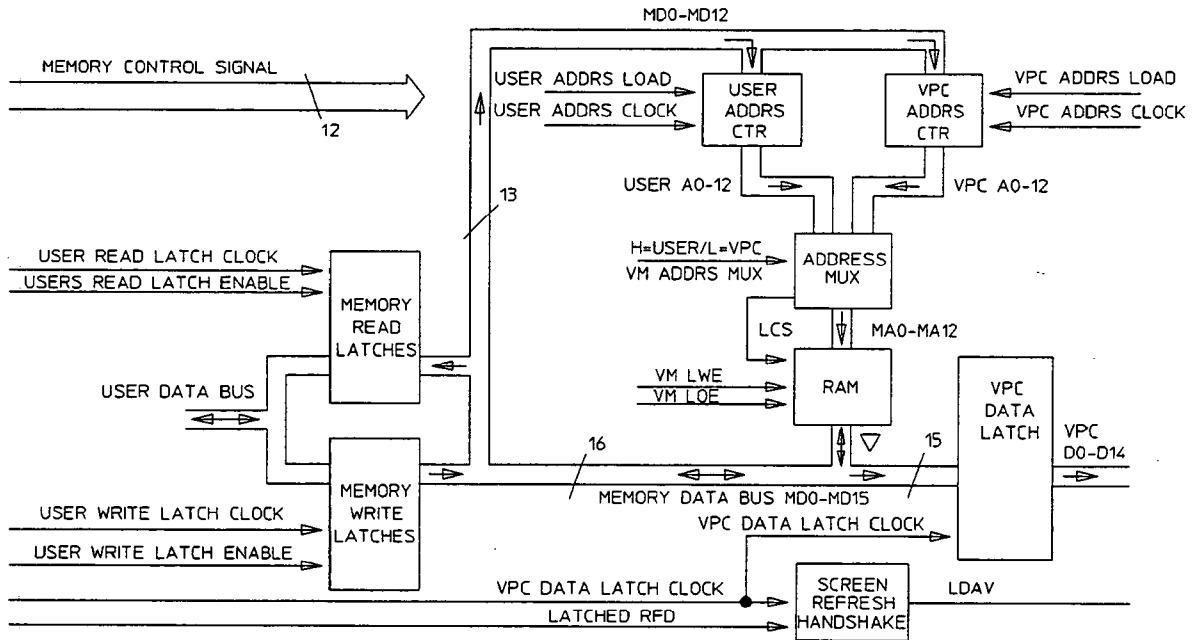 MD0-MD12
MEMORY CONTROL SIGNAL
12
USER ADDRS LOAD
USER ADDRS CLOCK
USER
ADDRS
CTR
VPC
ADDRS
CTR
VPC ADDRS LOAD
VPC ADDRS CLOCK
USER A0-12
VPC A0-12
13
H=USER/L=VPC
VM ADDRS MUX
ADDRESS
MUX
USER READ LATCH CLOCK
USERS READ LATCH ENABLE
MEMORY
READ
LATCHES
LCS
MA0-MA12
RAM
VM LWE
VM LOE
USER DATA BUS
VPC
DATA
LATCH
VPC
D0-D14
16
15
MEMORY DATA BUS MD0-MD15
MEMORY
WRITE
LATCHES
USER WRITE LATCH CLOCK
USER WRITE LATCH ENABLE
VPC DATA LATCH CLOCK
VPC DATA LATCH CLOCK
LATCHED RFD
SCREEN
REFRESH
HANDSHAKE
LDAV